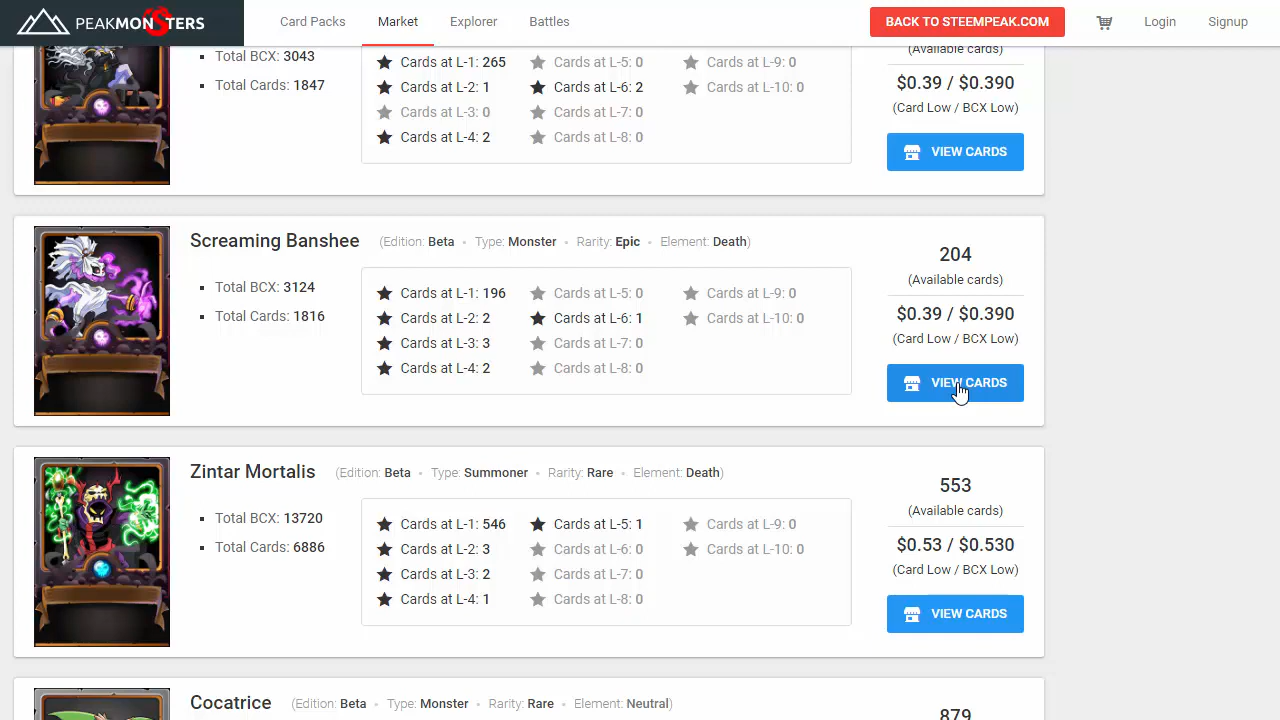 PEAKMONSTERS
Card Packs
Market
Explorer
Battles
BACK TO STEEMPEAK.COM
Login
Signup
Total BCX: 3043
Total Cards: 1847
Cards at L-1: 265
Cards at L-2: 1
Cards at L-3: 0
Cards at L-4: 2
Cards at L-5: 0
Cards at L-6: 2
Cards at L-7: 0
Cards at L-8: 0
Cards at L-9: 0
Cards at L-10: 0
(Available cards)
$0.39 / $0.390
(Card Low / BCX Low)
VIEW CARDS
Screaming Banshee (Edition: Beta • Type: Monster • Rarity: Epic • Element: Death)
Total BCX: 3124
Total Cards: 1816
Cards at L-1: 196
Cards at L-2: 2
Cards at L-3: 3
Cards at L-4: 2
Cards at L-5: 0
Cards at L-6: 1
Cards at L-7: 0
Cards at L-8: 0
Cards at L-9: 0
Cards at L-10: 0
204
(Available cards)
$0.39 / $0.390
(Card Low / BCX Low)
VIEW CARDS
Zintar Mortalis (Edition: Beta • Type: Summoner • Rarity: Rare • Element: Death)
Total BCX: 13720
Total Cards: 6886
Cards at L-1: 546
Cards at L-2: 3
Cards at L-3: 2
Cards at L-4: 1
Cards at L-5: 1
Cards at L-6: 0
Cards at L-7: 0
Cards at L-8: 0
Cards at L-9: 0
Cards at L-10: 0
553
(Available cards)
$0.53 / $0.530
(Card Low / BCX Low)
VIEW CARDS
Cocatrice (Edition: Beta • Type: Monster • Rarity: Rare • Element: Neutral)
879